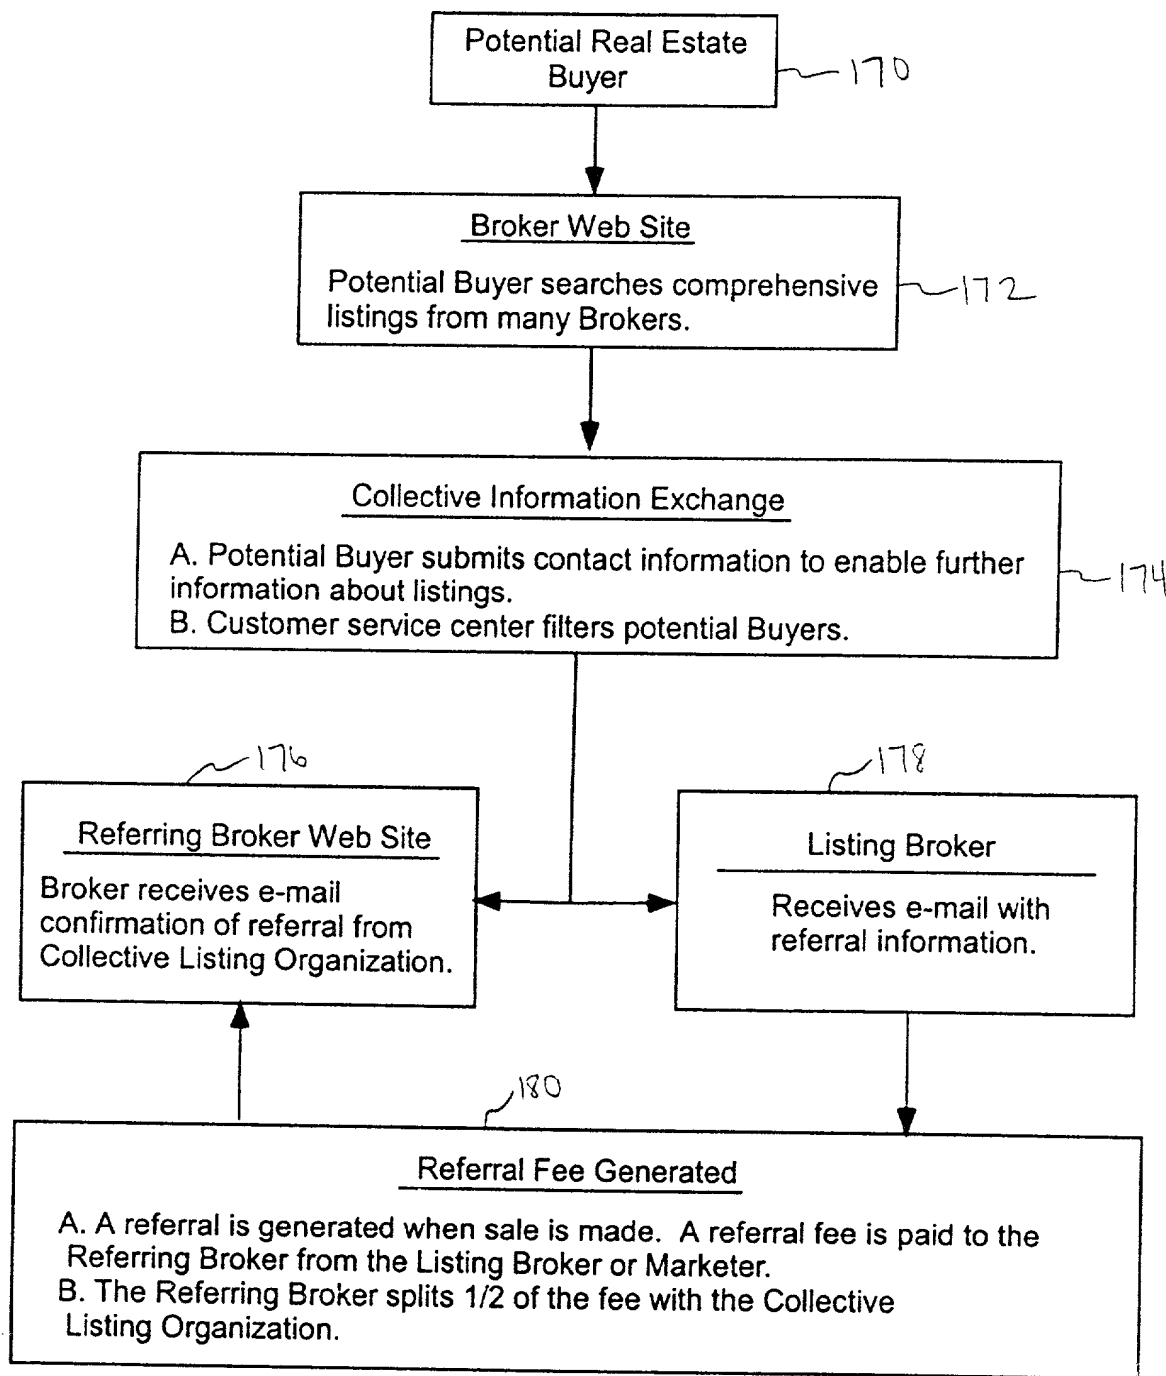 Potential Real Estate
Buyer
170
Broker Web Site
Potential Buyer searches comprehensive
listings from many Brokers.
172
Collective Information Exchange
A. Potential Buyer submits contact information to enable further
information about listings.
B. Customer service center filters potential Buyers.
174
176
Referring Broker Web Site
Broker receives e-mail
confirmation of referral from
Collective Listing Organization.
178
Listing Broker
Receives e-mail with
referral information.
180
Referral Fee Generated
A. A referral is generated when sale is made. A referral fee is paid to the
Referring Broker from the Listing Broker or Marketer.
B. The Referring Broker splits 1/2 of the fee with the Collective
Listing Organization.